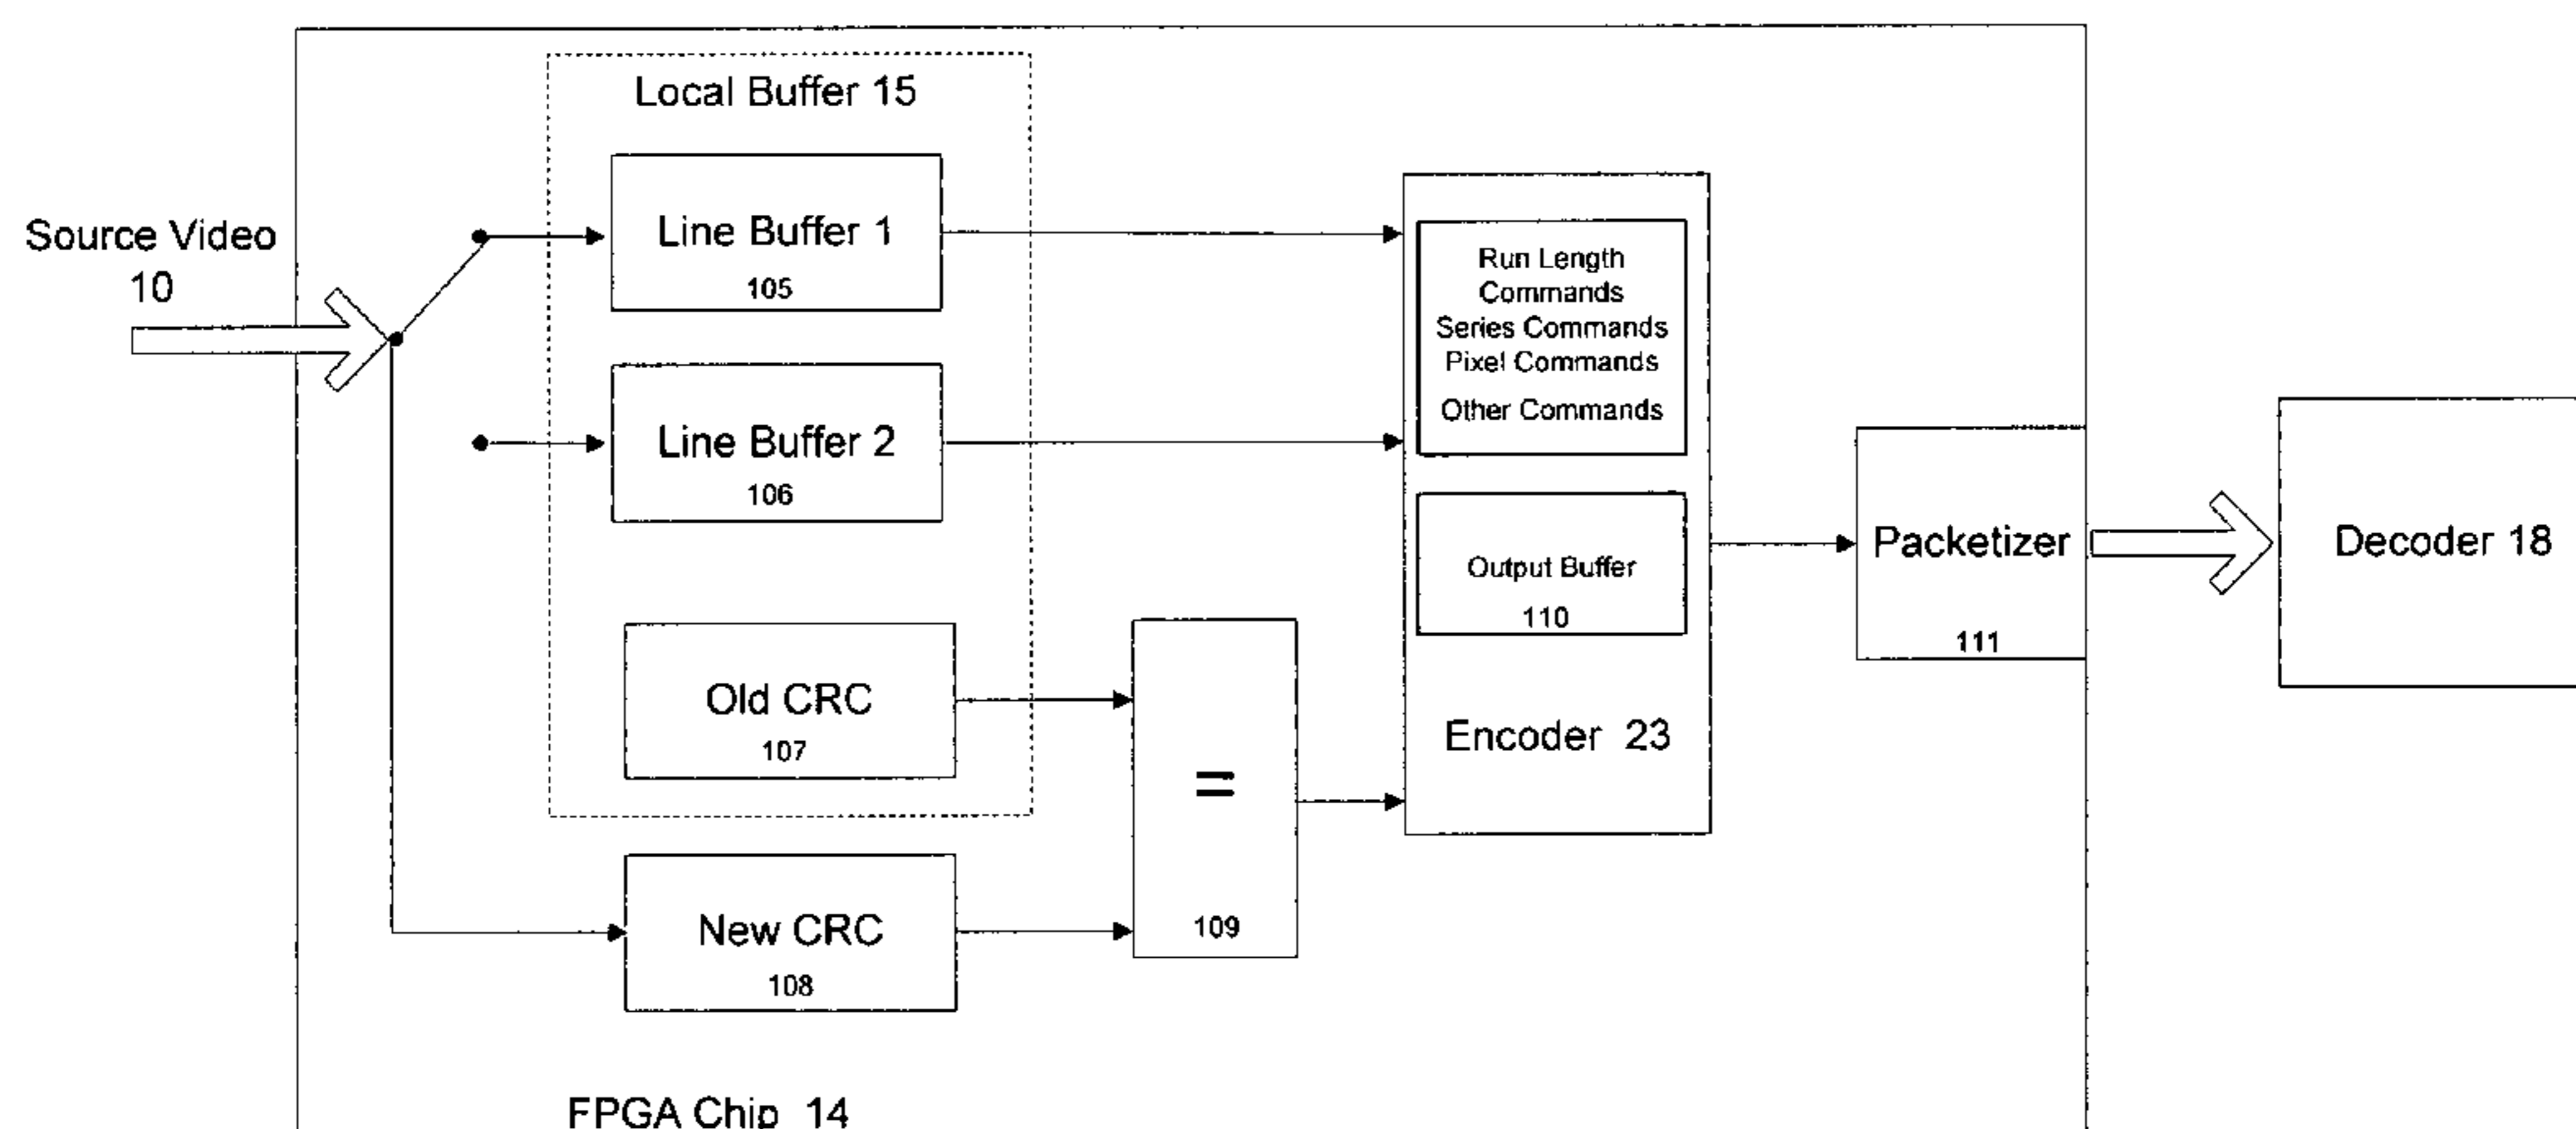 Local Buffer 15
Source Video
10
Line Buffer 1
105
Line Buffer 2
106
Old CRC
107
New CRC
108
=
109
Run Length
Commands
Series Commands
Pixel Commands
Other Commands
Output Buffer
110
Encoder 23
Packetizer
111
Decoder 18
FPGA Chip 14